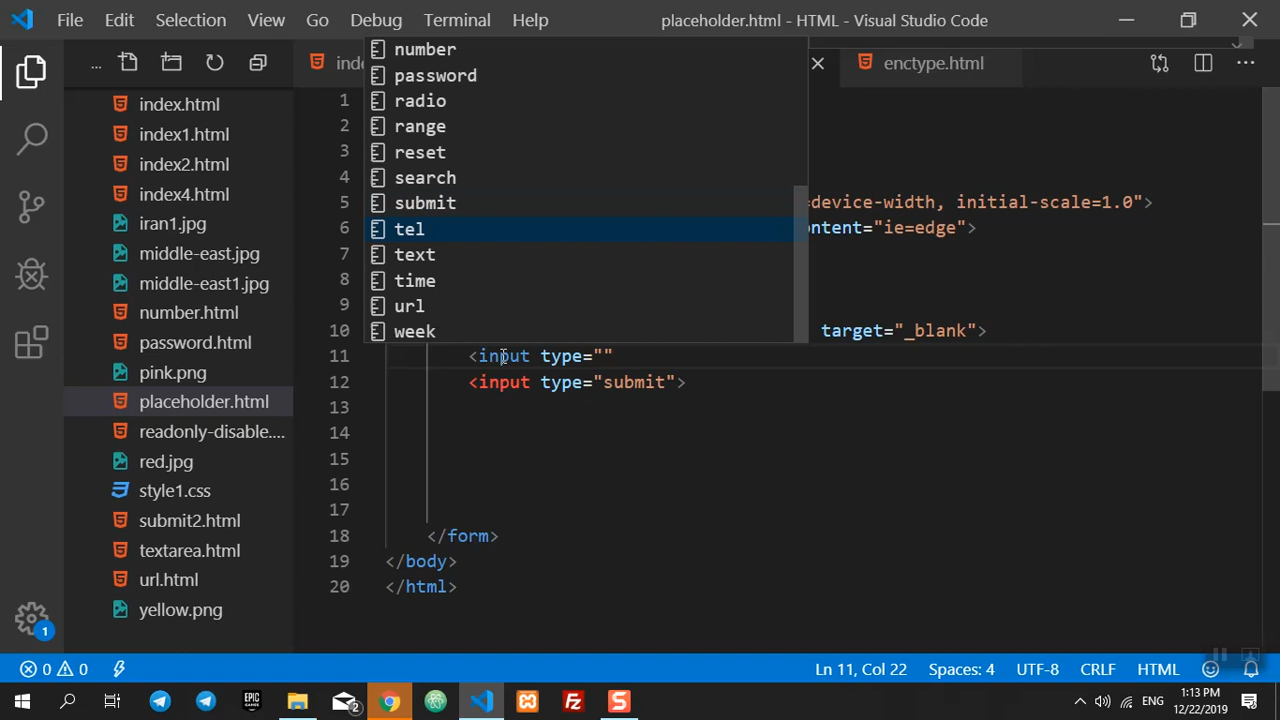 File Edit Selection View Go Debug Terminal Help placeholder.html - HTML - Visual Studio Code
...
index.html
index1.html
index2.html
index4.html
iran1.jpg
middle-east.jpg
middle-east1.jpg
number.html
password.html
pink.jpg
placeholder.html
readonly-disable....
red.jpg
style1.css
submit2.html
textarea.html
url.html
yellow.png
1
inde
enctype.html
number
password
radio
range
reset
search
submit
tel
text
time
url
week
1
2
3
4
5 =device-width, initial-scale=1.0">
6 ontent="ie=edge">
7
8
9
10 target="_blank">
11 <input type=""
12 <input type="submit">
13
14
15
16
17
18 </form>
19 </body>
20 </html>
0 0 Ln 11, Col 22 Spaces: 4 UTF-8 CRLF HTML
EPIC GAMES 2 S ENG 1:13 PM
12/22/2019